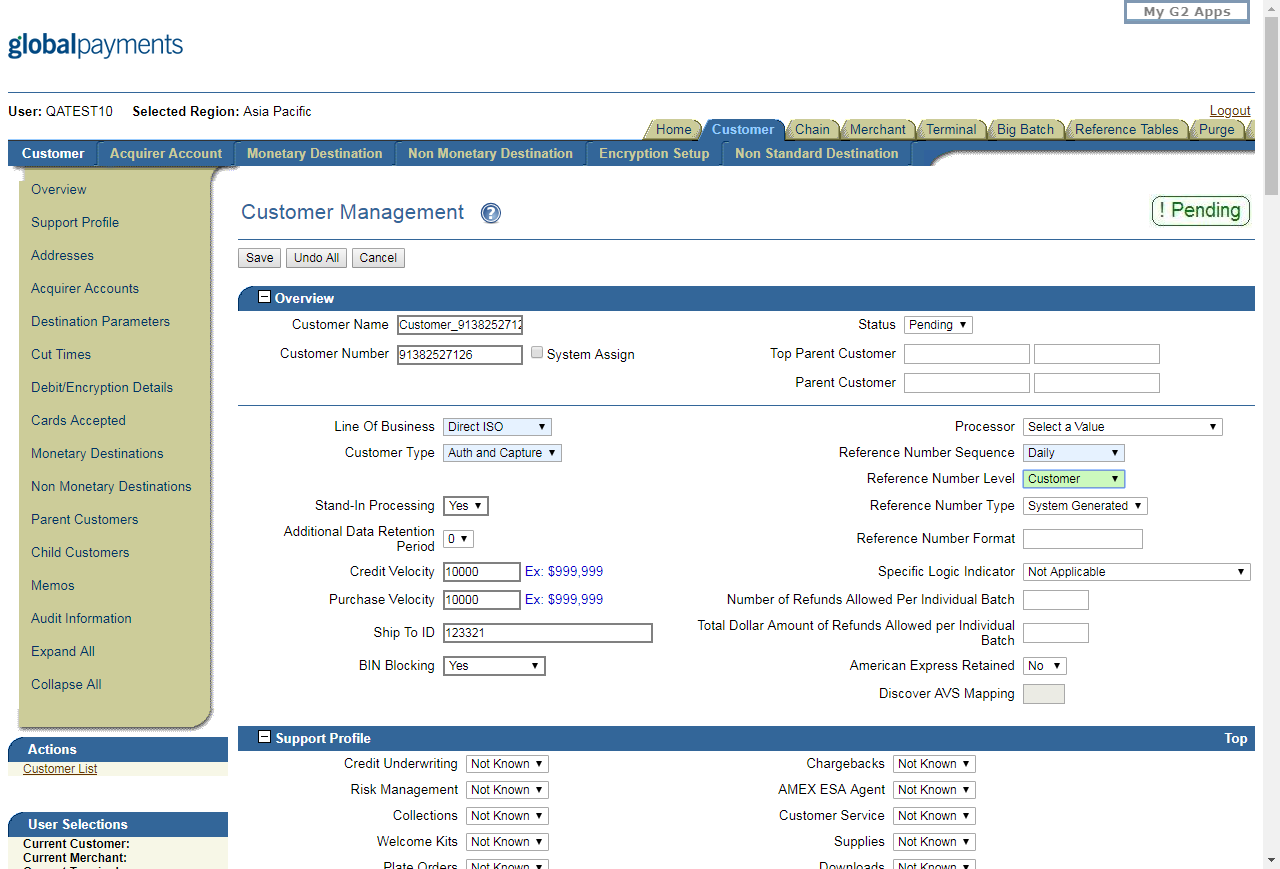 My G2 Apps
globalpayments
User: QATEST10 Selected Region: Asia Pacific
Logout
Home Customer Chain Merchant Terminal Big Batch Reference Tables Purge
Customer Acquirer Account Monetary Destination Non Monetary Destination Encryption Setup Non Standard Destination
Overview
Support Profile
Addresses
Acquirer Accounts
Destination Parameters
Cut Times
Debit/Encryption Details
Cards Accepted
Monetary Destinations
Non Monetary Destinations
Parent Customers
Child Customers
Memos
Audit Information
Expand All
Collapse All
Actions
Customer List
User Selections
Current Customer:
Current Merchant:
Customer Management ?
! Pending
Save Undo All Cancel
Overview
Customer Name Customer_9138252712
Status Pending
Customer Number 91382527126 System Assign
Top Parent Customer
Parent Customer
Line Of Business Direct ISO
Processor Select a Value
Customer Type Auth and Capture
Reference Number Sequence Daily
Reference Number Level Customer
Stand-In Processing Yes
Reference Number Type System Generated
Additional Data Retention
Period 0
Reference Number Format
Credit Velocity 10000 Ex: $999,999
Specific Logic Indicator Not Applicable
Purchase Velocity 10000 Ex: $999,999
Number of Refunds Allowed Per Individual Batch
Ship To ID 123321
Total Dollar Amount of Refunds Allowed per Individual
Batch
BIN Blocking Yes
American Express Retained No
Discover AVS Mapping
Support Profile Top
Credit Underwriting Not Known
Chargebacks Not Known
Risk Management Not Known
AMEX ESA Agent Not Known
Collections Not Known
Customer Service Not Known
Welcome Kits Not Known
Supplies Not Known
Plate Orders Not Known
Downloads Not Known